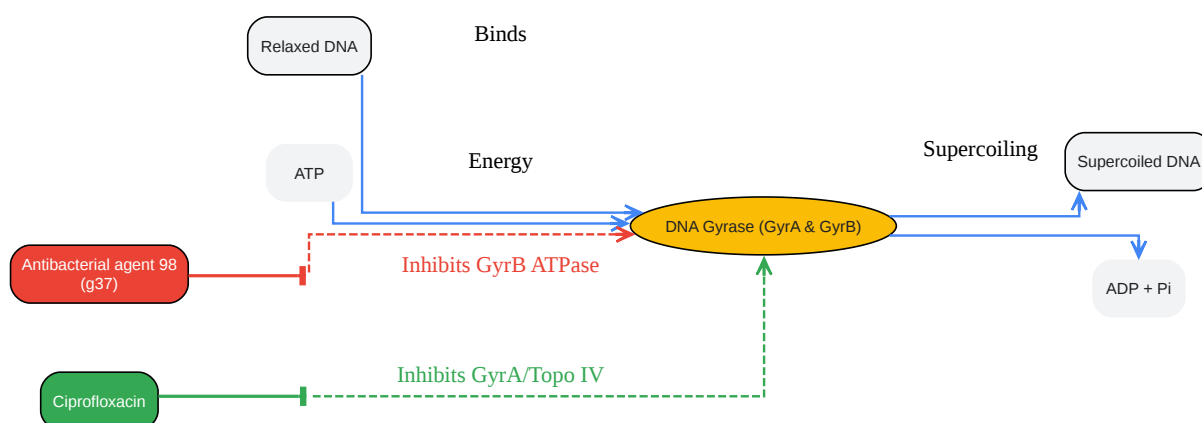 Relaxed DNA
Binds
ATP
Energy
Supercoiling
Supercoiled DNA
DNA Gyrase (GyrA & GyrB)
Antibacterial agent 98
(g37)
Inhibits GyrB ATPase
ADP + Pi
Inhibits GyrA/Topo IV
Ciprofloxacin